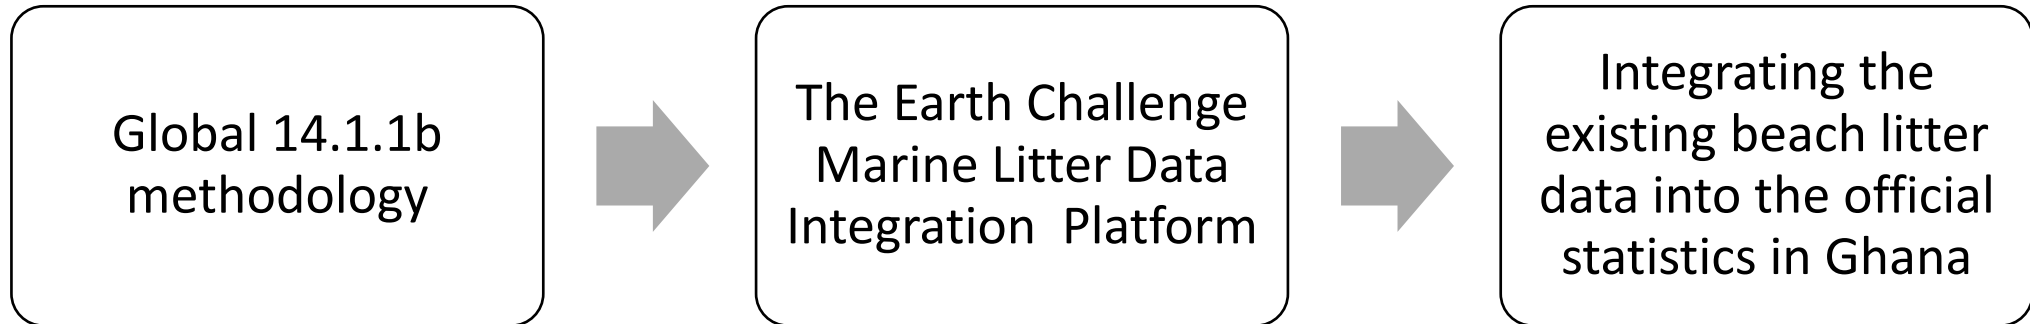 Global 14.1.1b
methodology
The Earth Challenge
Marine Litter Data
Integration  Platform
Integrating the
existing beach litter
data into the official
statistics in Ghana